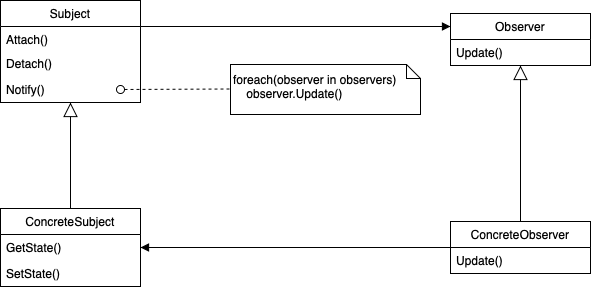 Subject
Attach()
Detach()
Notify()
foreach(observer in observers)
observer.Update()
Observer
Update()
ConcreteSubject
GetState()
SetState()
ConcreteObserver
Update()